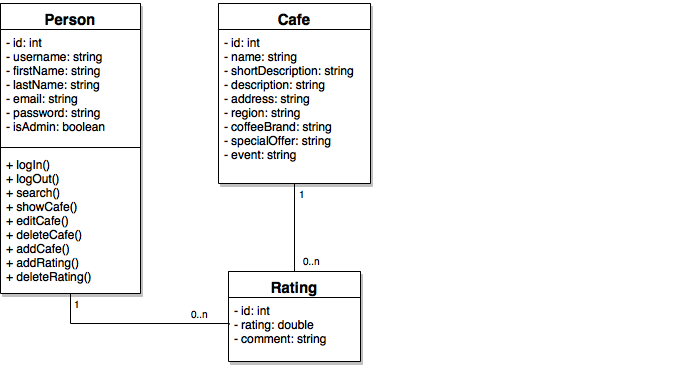 Person
- id: int
- username: string
- firstName: string
- lastName: string
- email: string
- password: string
- isAdmin: boolean
+ logIn()
+ logOut()
+ search()
+ showCafe()
+ editCafe()
+ deleteCafe()
+ addCafe()
+ addRating()
+ deleteRating()
Cafe
- id: int
- name: string
- shortDescription: string
- description: string
- address: string
- region: string
- coffeeBrand: string
- specialOffer: string
- event: string
1
0..n
1
0..n
Rating
- id: int
- rating: double
- comment: string